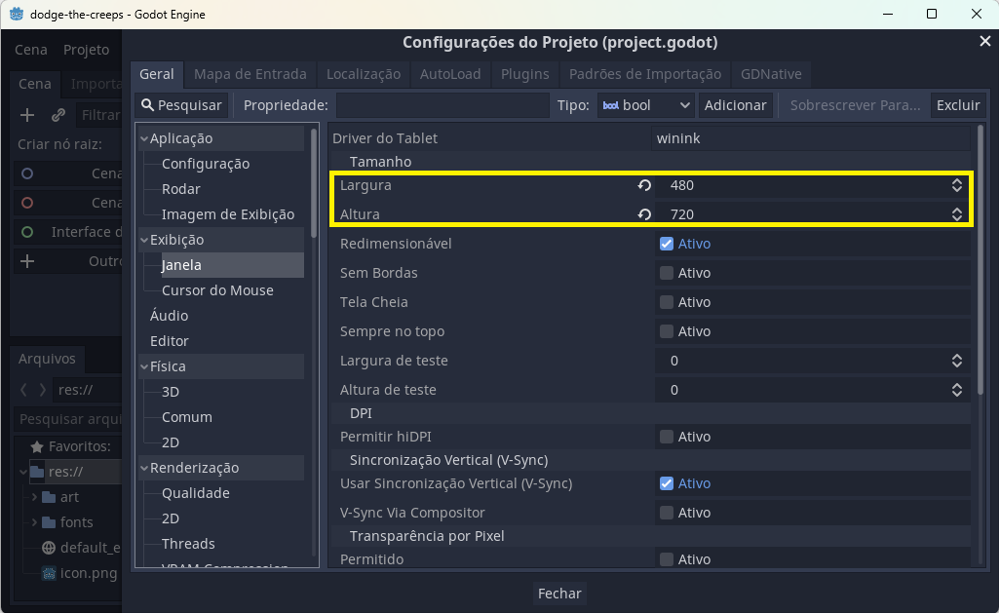 dodge-the-creeps - Godot Engine
Cena Projeto
Configurações do Projeto (project.godot)
Cena Importa
Geral Mapa de Entrada Localização AutoLoad Plugins Padrões de Importação GDNative
Filtrar
Pesquisar Propriedade: Tipo: bool bool Adicionar Sobrescrever Para... Excluir
Criar nó raiz:
Cena
Cena
Interface d
Outro
Arquivos
res://
Pesquisar arqui
Favoritos:
res://
art
fonts
default_e
icon.png
Aplicação
Configuração
Rodar
Imagem de Exibição
Exibição
Janela
Cursor do Mouse
Áudio
Editor
Física
3D
Comum
2D
Renderização
Qualidade
2D
Threads
VRAM Compression
Driver do Tablet winink
Tamanho
Largura 480
Altura 720
Redimensionável Ativo
Sem Bordas Ativo
Tela Cheia Ativo
Sempre no topo Ativo
Largura de teste 0
Altura de teste 0
DPI
Permitir hiDPI Ativo
Sincronização Vertical (V-Sync)
Usar Sincronização Vertical (V-Sync) Ativo
V-Sync Via Compositor Ativo
Transparência por Pixel
Permitido Ativo
Fechar